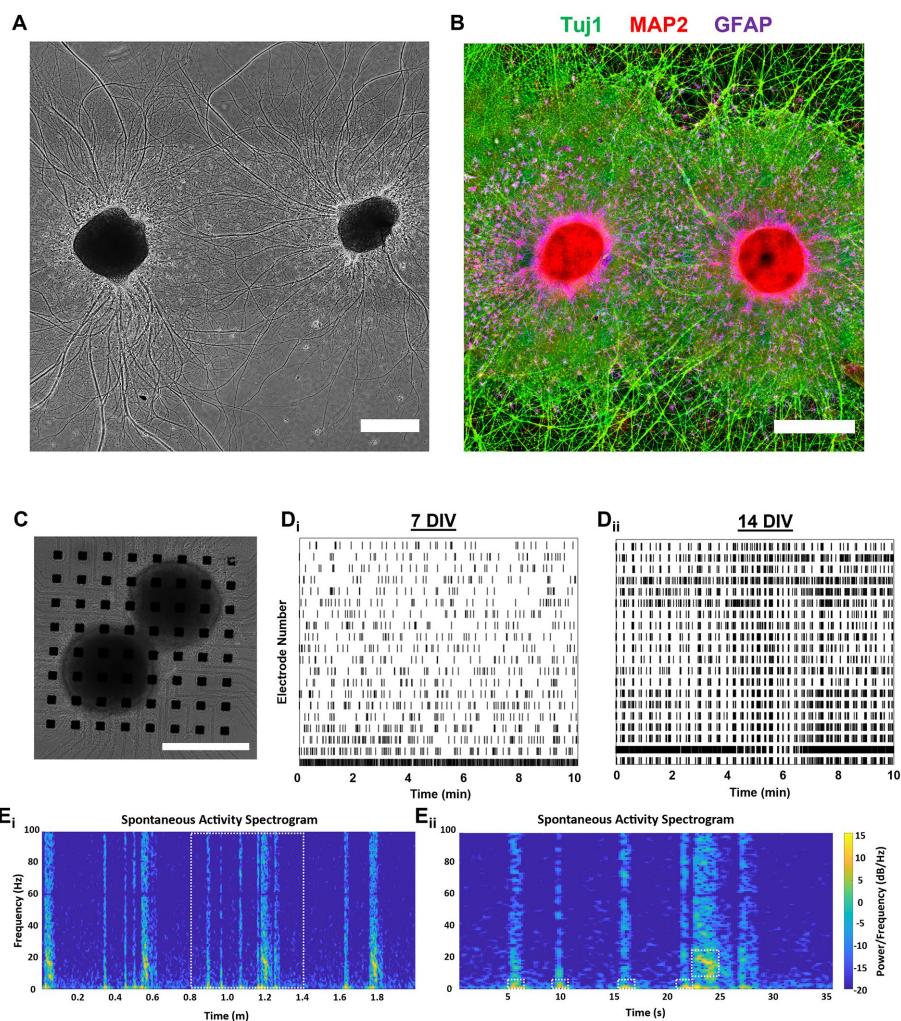 A
B
Tuj1 MAP2 GFAP
C
Di
7 DIV
Electrode Number
0 2 4 6 8 10
Time (min)
Dii
14 DIV
0 2 4 6 8 10
Time (min)
Ei
Spontaneous Activity Spectrogram
Frequency (Hz)
100
80
60
40
20
0
0.2 0.4 0.6 0.8 1.0 1.2 1.4 1.6 1.8
Time (m)
Eii
Spontaneous Activity Spectrogram
100
80
60
40
20
0
5 10 15 20 25 30 35
Time (s)
15
10
5
0
-5
-10
-15
-20
Power/Frequency (dB/Hz)